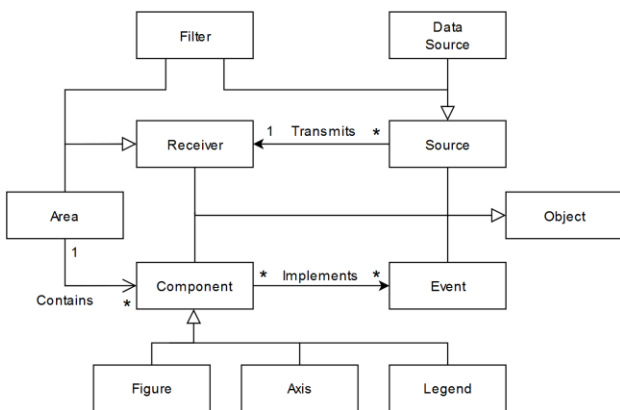 Filter
Data
Source
Receiver
1 Transmits *
Source
Area
Object
1
Contains
*
Component
* Implements *
Event
Figure
Axis
Legend